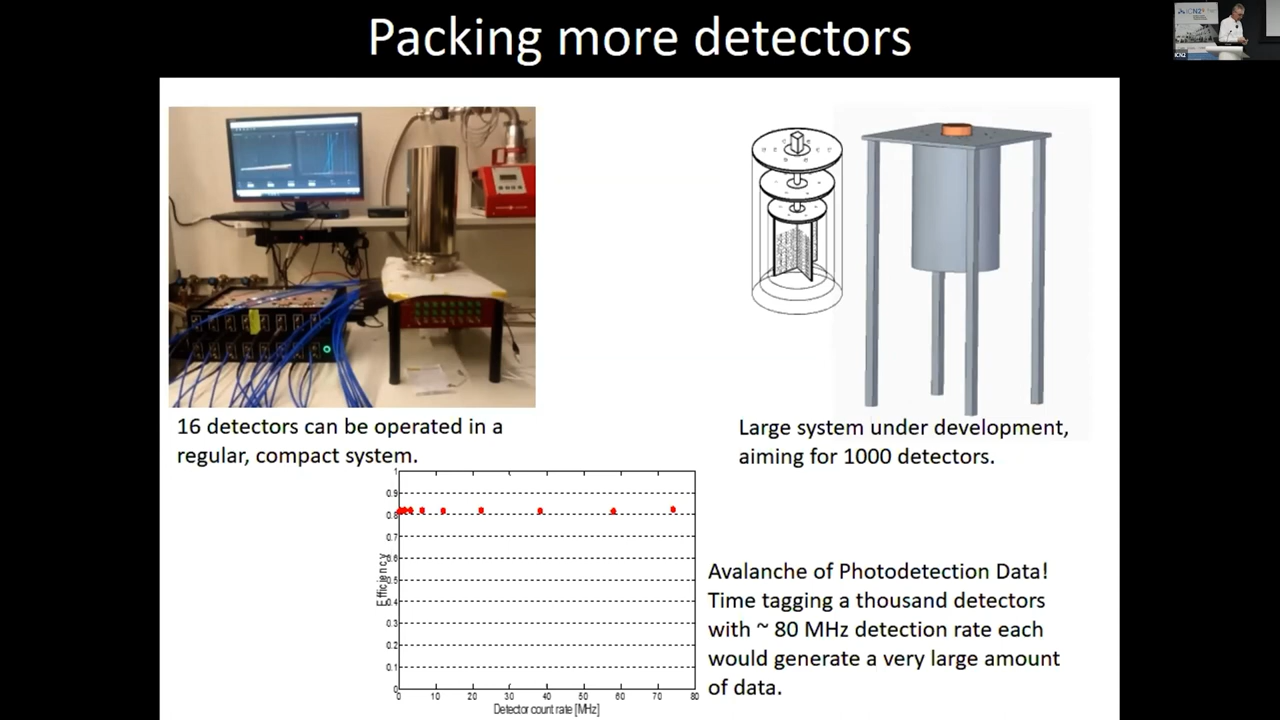 Packing more detectors
ICN2
ICN2
16 detectors can be operated in a
regular, compact system.
Large system under development,
aiming for 1000 detectors.
1
0.9
0.8
0.7
0.6
0.5
0.4
0.3
0.2
0.1
0
Efficiency
0 10 20 30 40 50 60 70 80
Detector count rate [MHz]
Avalanche of Photodetection Data!
Time tagging a thousand detectors
with ~ 80 MHz detection rate each
would generate a very large amount
of data.